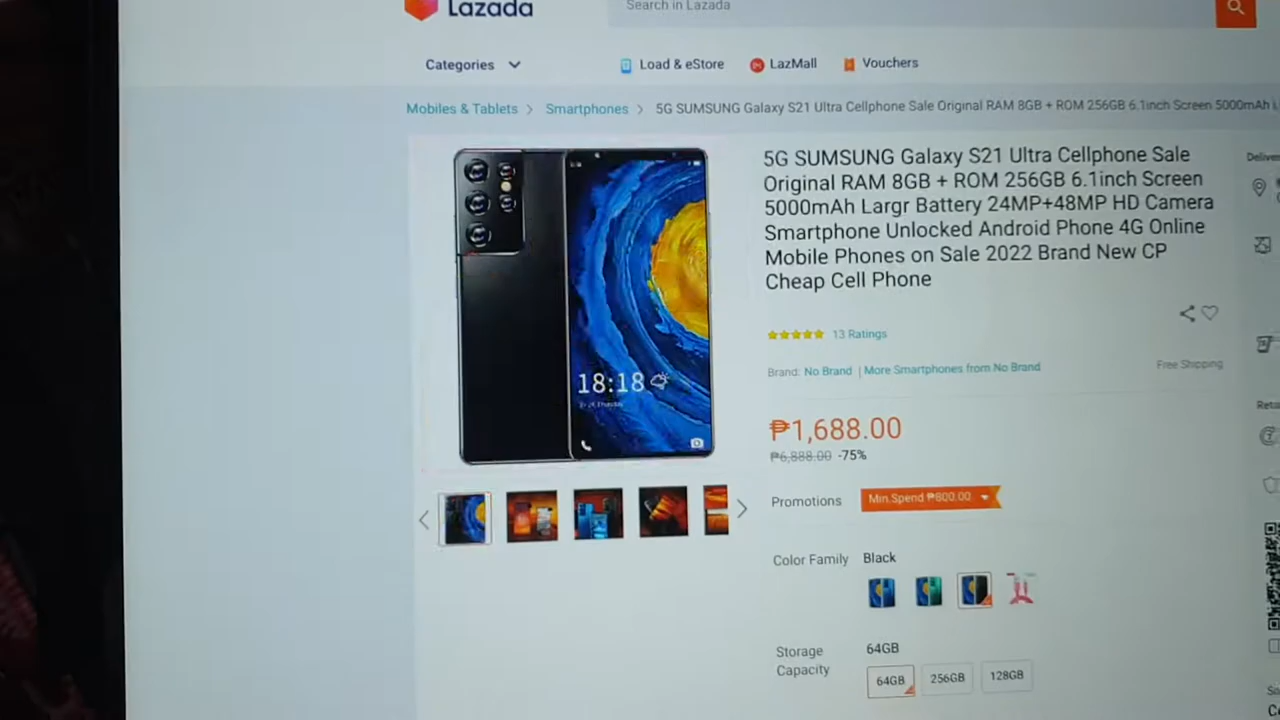 Lazada
Search in Lazada
Categories
Load & eStore
LazMall
Vouchers
Mobiles & Tablets > Smartphones > 5G SUMSUNG Galaxy S21 Ultra Cellphone Sale Original RAM 8GB + ROM 256GB 6.1inch Screen 5000mAh
5G SUMSUNG Galaxy S21 Ultra Cellphone Sale
Original RAM 8GB + ROM 256GB 6.1inch Screen
5000mAh Largr Battery 24MP+48MP HD Camera
Smartphone Unlocked Android Phone 4G Online
Mobile Phones on Sale 2022 Brand New CP
Cheap Cell Phone
18:18
13 Ratings
Brand: No Brand | More Smartphones from No Brand
Free Shipping
₱1,688.00
₱6,888.00 -75%
Promotions
Min.Spend ₱800.00
Color Family Black
Storage
Capacity
64GB
64GB
256GB
128GB